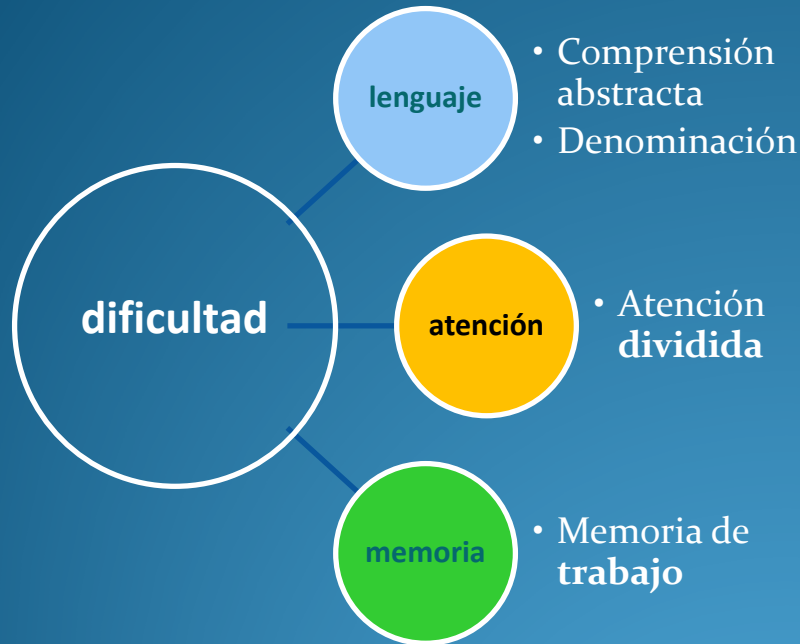 dificultad
lenguaje
• Comprensión
abstracta
• Denominación
atención
• Atención
dividida
memoria
• Memoria de
trabajo